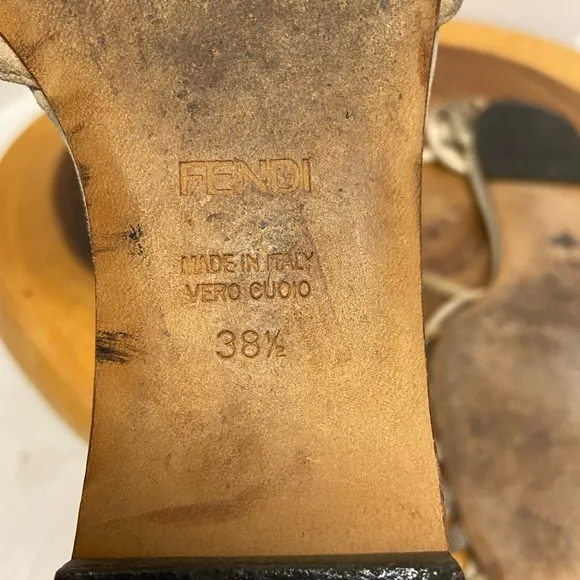 FENDI
MADE IN ITALY
VERO CUOIO
38½